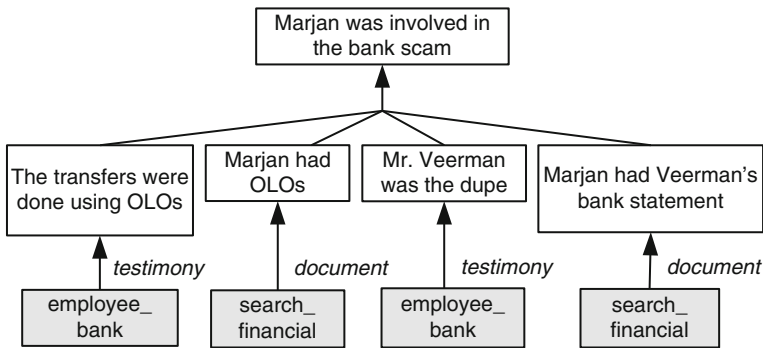 Marjan was involved in
the bank scam
The transfers were
done using OLOs
Marjan had
OLOs
Mr. Veerman
was the dupe
Marjan had Veerman's
bank statement
testimony
document
testimony
document
employee_
bank
search_
financial
employee_
bank
search_
financial